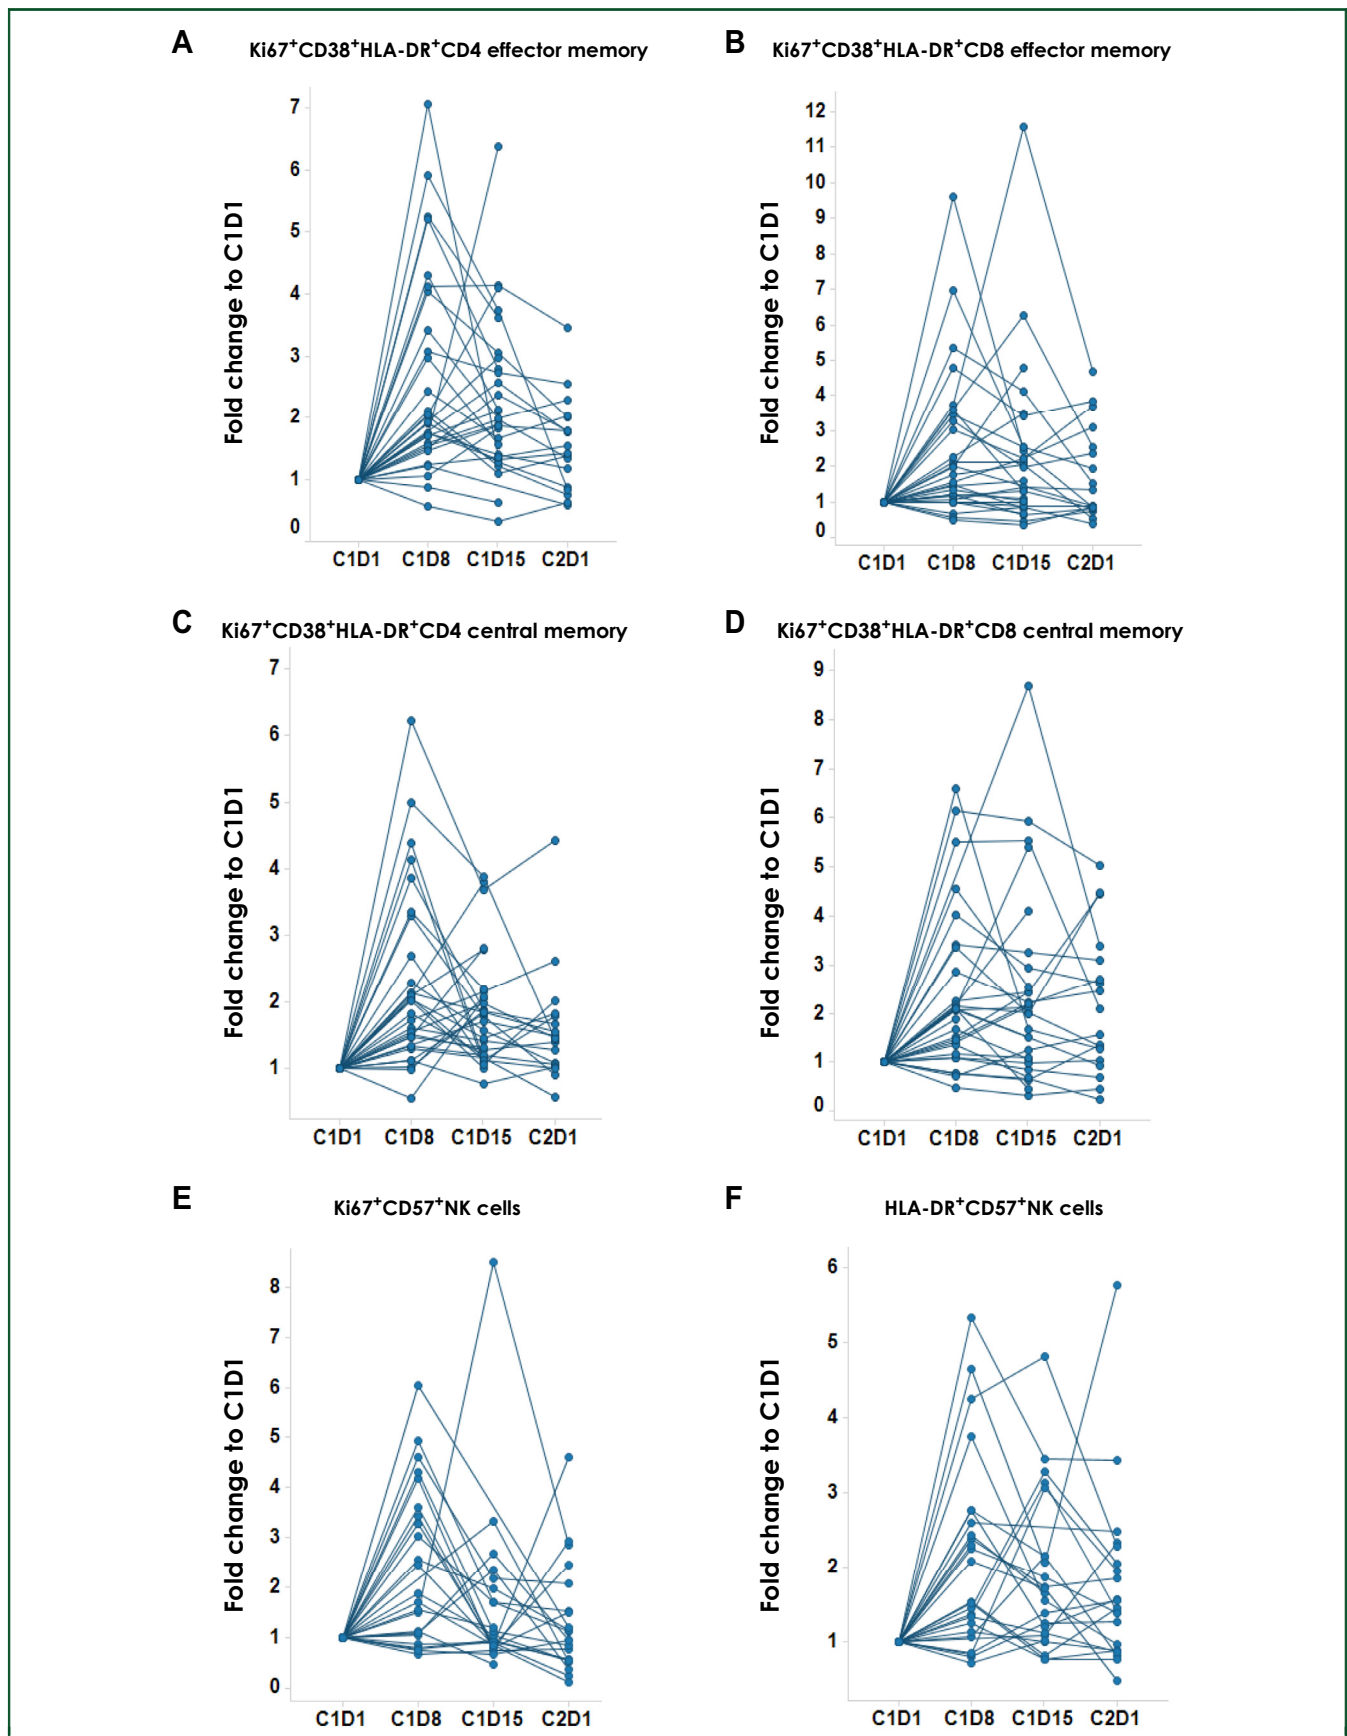 A
Ki67+CD38+HLA-DR+CD4 effector memory
Fold change to C1D1
7
6
5
4
3
2
1
0
C1D1 C1D8 C1D15 C2D1
B
Ki67+CD38+HLA-DR+CD8 effector memory
Fold change to C1D1
12
11
10
9
8
7
6
5
4
3
2
1
0
C1D1 C1D8 C1D15 C2D1
C
Ki67+CD38+HLA-DR+CD4 central memory
Fold change to C1D1
7
6
5
4
3
2
1
C1D1 C1D8 C1D15 C2D1
D
Ki67+CD38+HLA-DR+CD8 central memory
Fold change to C1D1
9
8
7
6
5
4
3
2
1
0
C1D1 C1D8 C1D15 C2D1
E
Ki67+CD57+NK cells
Fold change to C1D1
8
7
6
5
4
3
2
1
0
C1D1 C1D8 C1D15 C2D1
F
HLA-DR+CD57+NK cells
Fold change to C1D1
6
5
4
3
2
1
C1D1 C1D8 C1D15 C2D1